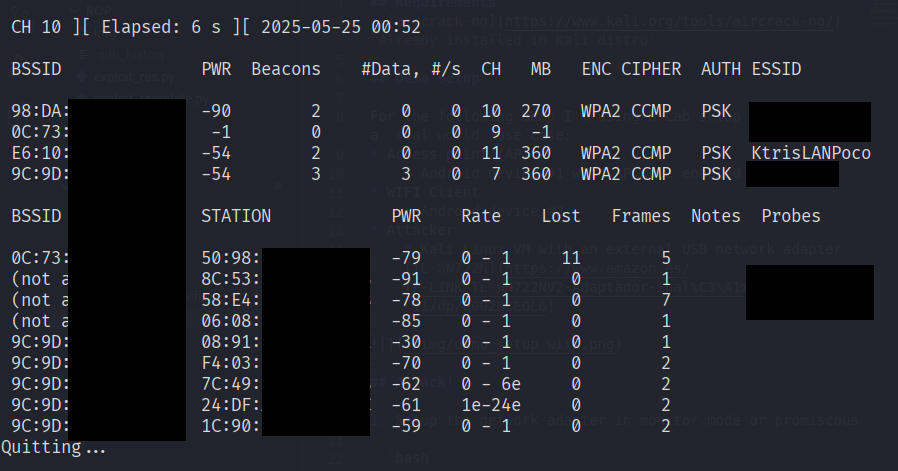 CH 10 ][ Elapsed: 6 s ][ 2025-05-25 00:52
BSSID PWR Beacons #Data, #/s CH MB ENC CIPHER AUTH ESSID
98:DA: -90 2 0 0 10 270 WPA2 CCMP PSK
0C:73: -1 0 0 0 9 -1
E6:10: -54 2 0 0 11 360 WPA2 CCMP PSK KtrisLANPoco
9C:9D: -54 3 3 0 7 360 WPA2 CCMP PSK
BSSID STATION PWR Rate Lost Frames Notes Probes
0C:73: 50:98: -79 0 - 1 11 5
(not a 8C:53: -91 0 - 1 0 1
(not a 58:E4: -78 0 - 1 0 7
(not a 06:08: -85 0 - 1 0 1
9C:9D: 08:91: -30 0 - 1 0 1
9C:9D: F4:03: -70 0 - 1 0 2
9C:9D: 7C:49: -62 0 - 6e 0 2
9C:9D: 24:DF: -61 1e-24e 0 2
9C:9D: 1C:90: -59 0 - 1 0 2
Quitting...